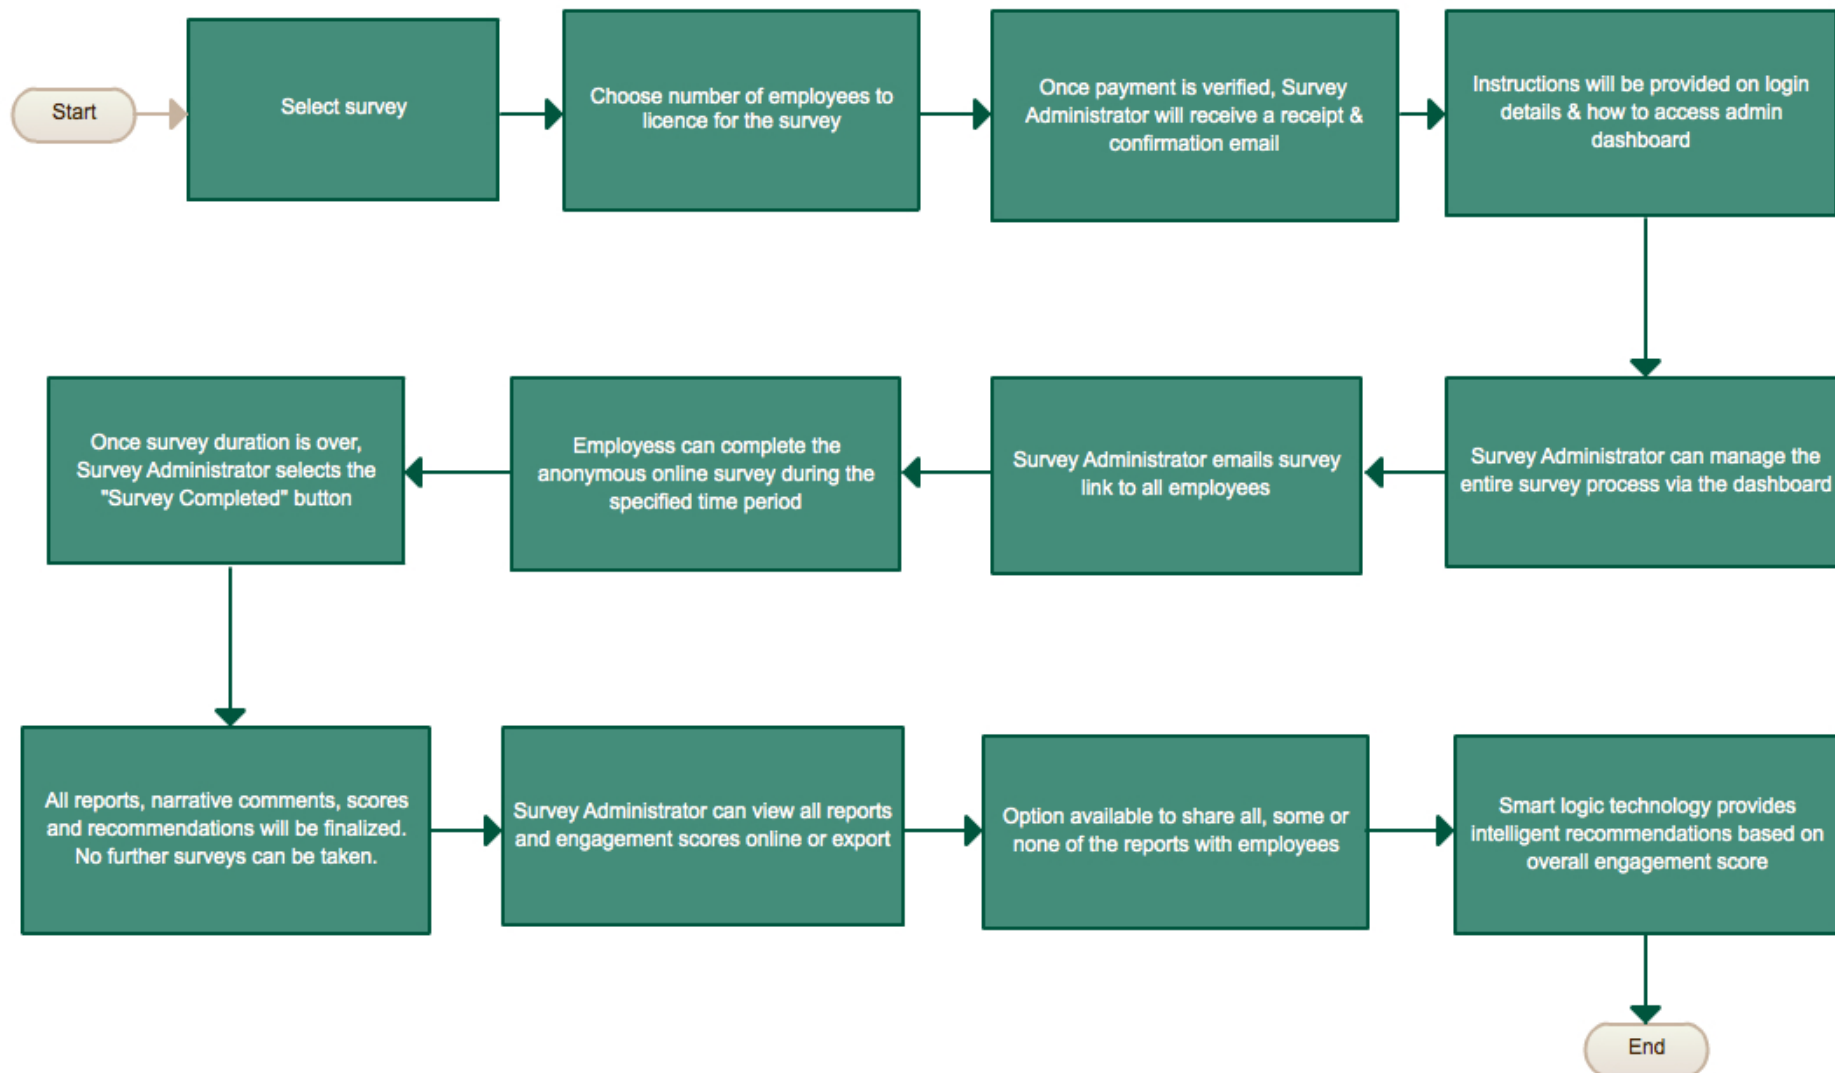 Start
Select survey
Choose number of employees to
licence for the survey
Once payment is verified, Survey
Administrator will receive a receipt &
confirmation email
Instructions will be provided on login
details & how to access admin
dashboard
Survey Administrator can manage the
entire survey process via the dashboard
Survey Administrator emails survey
link to all employees
Employess can complete the
anonymous online survey during the
specified time period
Once survey duration is over,
Survey Administrator selects the
"Survey Completed" button
All reports, narrative comments, scores
and recommendations will be finalized.
No further surveys can be taken.
Survey Administrator can view all reports
and engagement scores online or export
Option available to share all, some or
none of the reports with employees
Smart logic technology provides
intelligent recommendations based on
overall engagement score
End